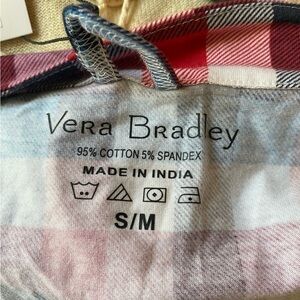 Vera Bradley
95% COTTON 5% SPANDEX
MADE IN INDIA
S/M